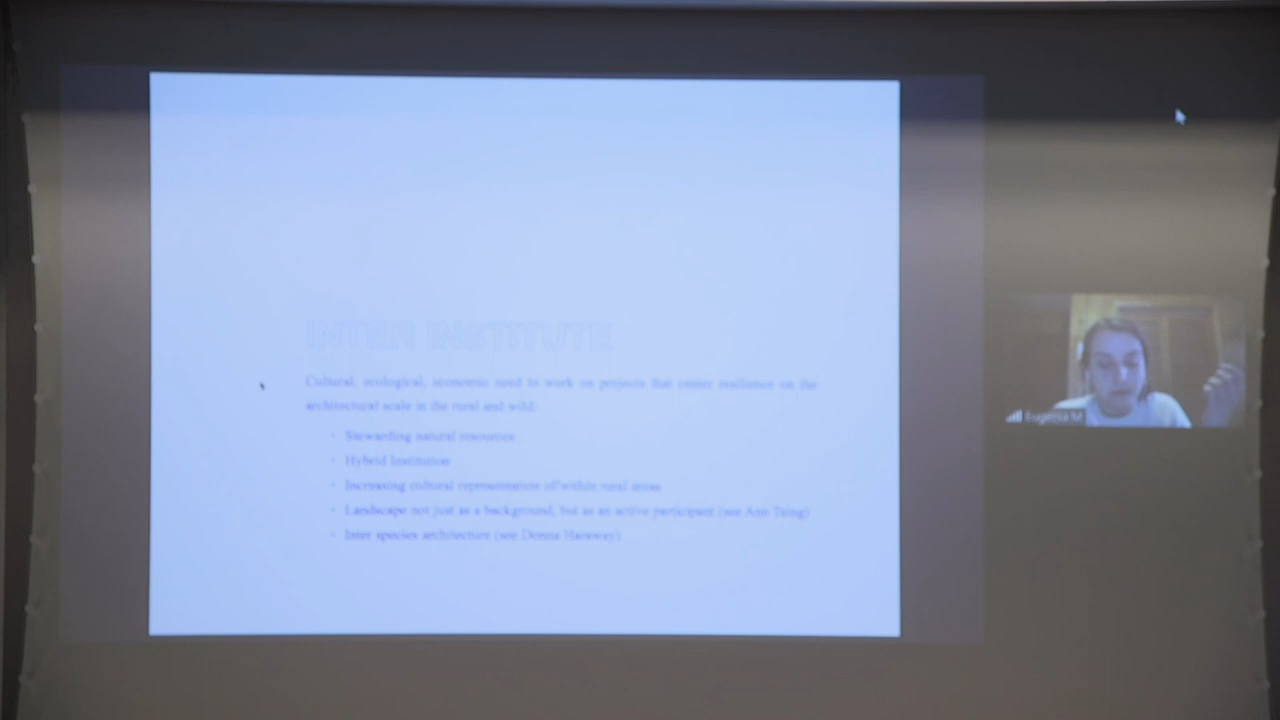 INTER INSTITUTE
Cultural, ecological, economic need to work on projects that center resilience on the
architectural scale in the rural and wild:
· Stewarding natural resources
· Hybrid Institution
· Increasing cultural representation of/within rural areas
· Landscape not just as a background, but as an active participant (see Ann Tsing)
· Inter species architecture (see Donna Haraway)
Eugenia M